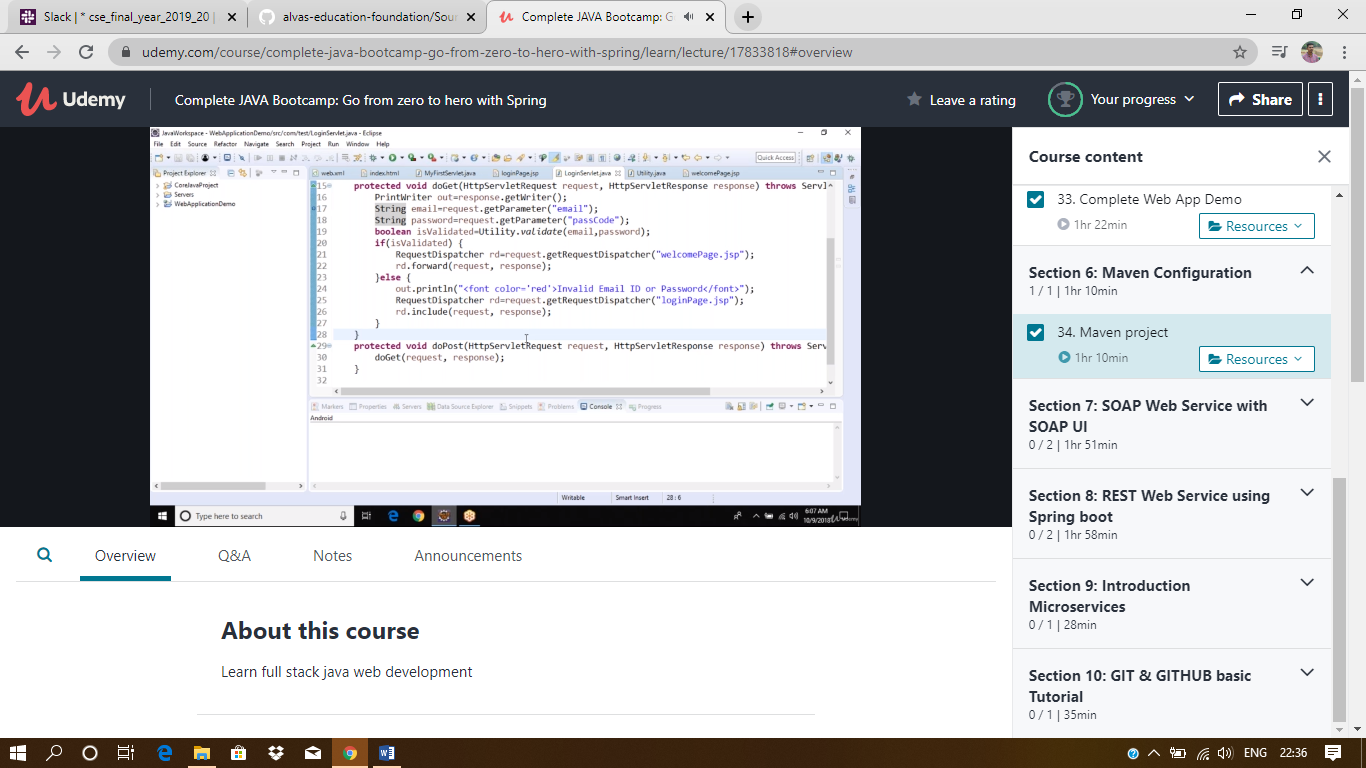 Slack | * cse_final_year_2019_20 |
alvas-education-foundation/Sour
Complete JAVA Bootcamp: G
udemy.com/course/complete-java-bootcamp-go-from-zero-to-hero-with-spring/learn/lecture/17833818#overview
Udemy
Complete JAVA Bootcamp: Go from zero to hero with Spring
Leave a rating
Your progress
Share
JavaWorkspace - WebApplicationDemo/src/com/test/LoginServlet.java - Eclipse
File Edit Source Refactor Navigate Search Project Run Window Help
Quick Access
Project Explorer
web.xml index.html MyFirstServlet.java loginPage.jsp LoginServlet.java Utility.java welcomePage.jsp
CoreJavaProject
Servers
WebApplicationDemo
15 protected void doGet(HttpServletRequest request, HttpServletResponse response) throws Servl
16 PrintWriter out=response.getWriter();
17 String email=request.getParameter("email");
18 String password=request.getParameter("passCode");
19 boolean isValidated=Utility.validate(email,password);
20 if(isValidated) {
21 RequestDispatcher rd=request.getRequestDispatcher("welcomePage.jsp");
22 rd.forward(request, response);
23 }else {
24 out.println("<font color='red'>Invalid Email ID or Password</font>");
25 RequestDispatcher rd=request.getRequestDispatcher("loginPage.jsp");
26 rd.include(request, response);
27 }
28 }
29 protected void doPost(HttpServletRequest request, HttpServletResponse response) throws Serv
30 doGet(request, response);
31 }
32
Markers Properties Servers Data Source Explorer Snippets Problems Console Progress
Android
Writable Smart Insert 28 : 6
Type here to search
6:07 AM
10/9/2018
Udemy
Overview
Q&A
Notes
Announcements
About this course
Learn full stack java web development
Course content
33. Complete Web App Demo
1hr 22min
Resources
Section 6: Maven Configuration
1 / 1 | 1hr 10min
34. Maven project
1hr 10min
Resources
Section 7: SOAP Web Service with
SOAP UI
0 / 2 | 1hr 51min
Section 8: REST Web Service using
Spring boot
0 / 2 | 1hr 58min
Section 9: Introduction
Microservices
0 / 1 | 28min
Section 10: GIT & GITHUB basic
Tutorial
0 / 1 | 35min
ENG 22:36